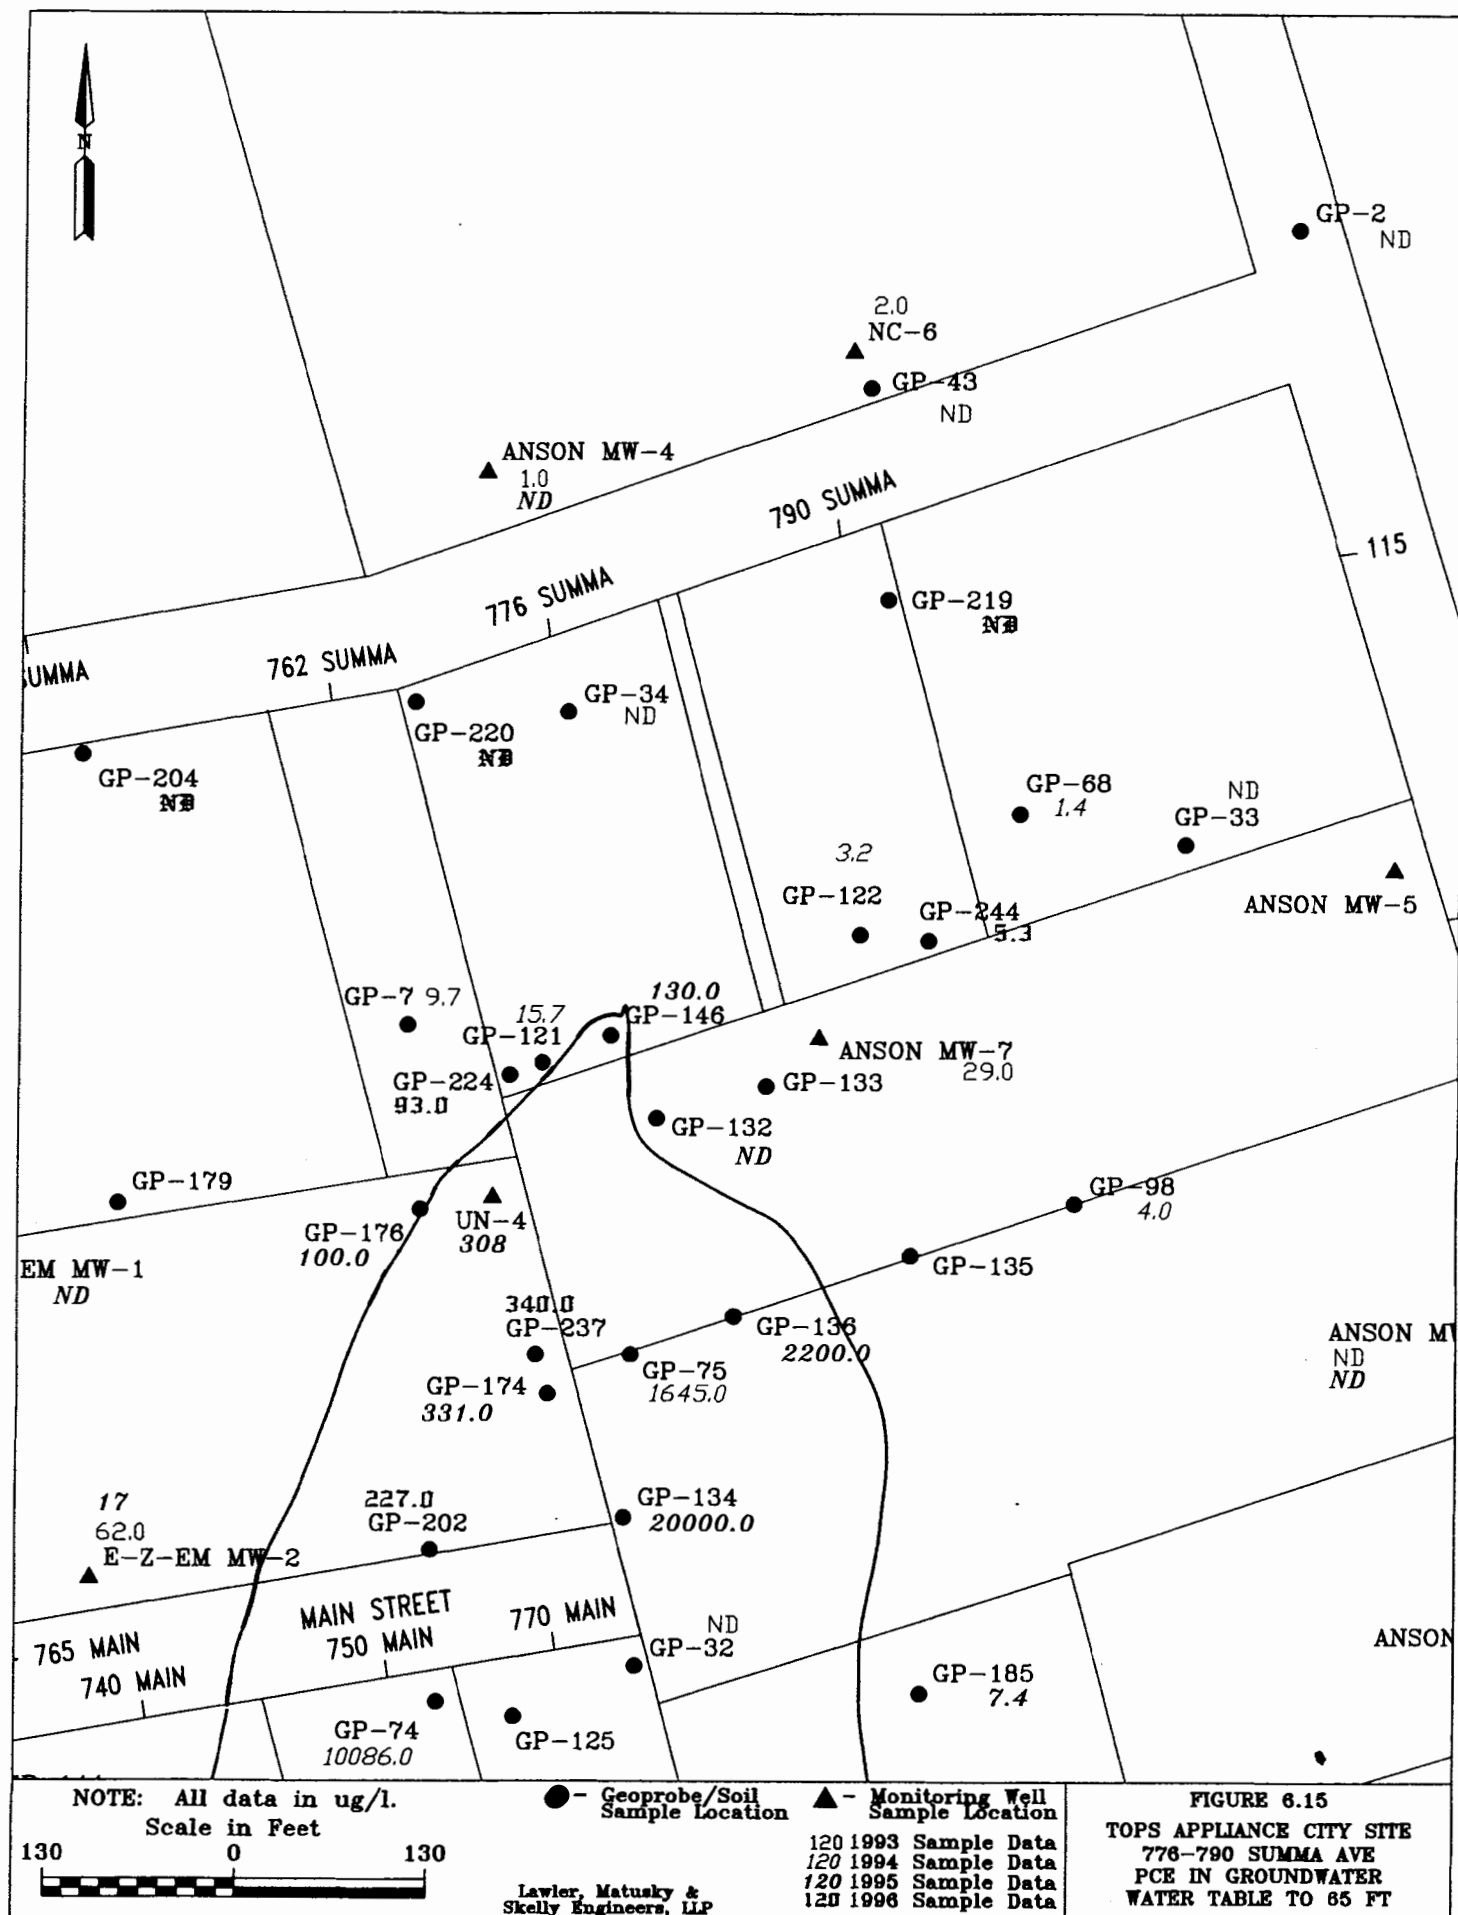 N
GP-2
ND
2.0
NC-6
GP-43
ND
ANSON MW-4
1.0
ND
790 SUMMA
115
776 SUMMA
GP-219
ND
762 SUMMA
SUMMA
GP-34
ND
GP-220
ND
GP-204
ND
GP-68
1.4
ND
GP-33
3.2
GP-122
GP-244
5.3
ANSON MW-5
GP-7 9.7
130.0
GP-146
15.7
GP-121
ANSON MW-7
29.0
GP-224
93.0
GP-133
GP-132
ND
GP-179
GP-98
4.0
GP-176
100.0
UN-4
308
EM MW-1
ND
GP-135
340.0
GP-237
GP-136
2200.0
ANSON MW
ND
ND
GP-75
1645.0
GP-174
331.0
17
62.0
E-Z-EM MW-2
227.0
GP-202
GP-134
20000.0
MAIN STREET
765 MAIN
750 MAIN
770 MAIN
740 MAIN
ND
GP-32
ANSON
GP-185
7.4
GP-74
10086.0
GP-125
NOTE: All data in ug/l.
Scale in Feet
130 0 130
- Geoprobe/Soil
Sample Location
- Monitoring Well
Sample Location
120 1993 Sample Data
120 1994 Sample Data
120 1995 Sample Data
120 1996 Sample Data
Lawler, Matusky &
Skelly Engineers, LLP
FIGURE 6.15
TOPS APPLIANCE CITY SITE
776-790 SUMMA AVE
PCE IN GROUNDWATER
WATER TABLE TO 65 FT